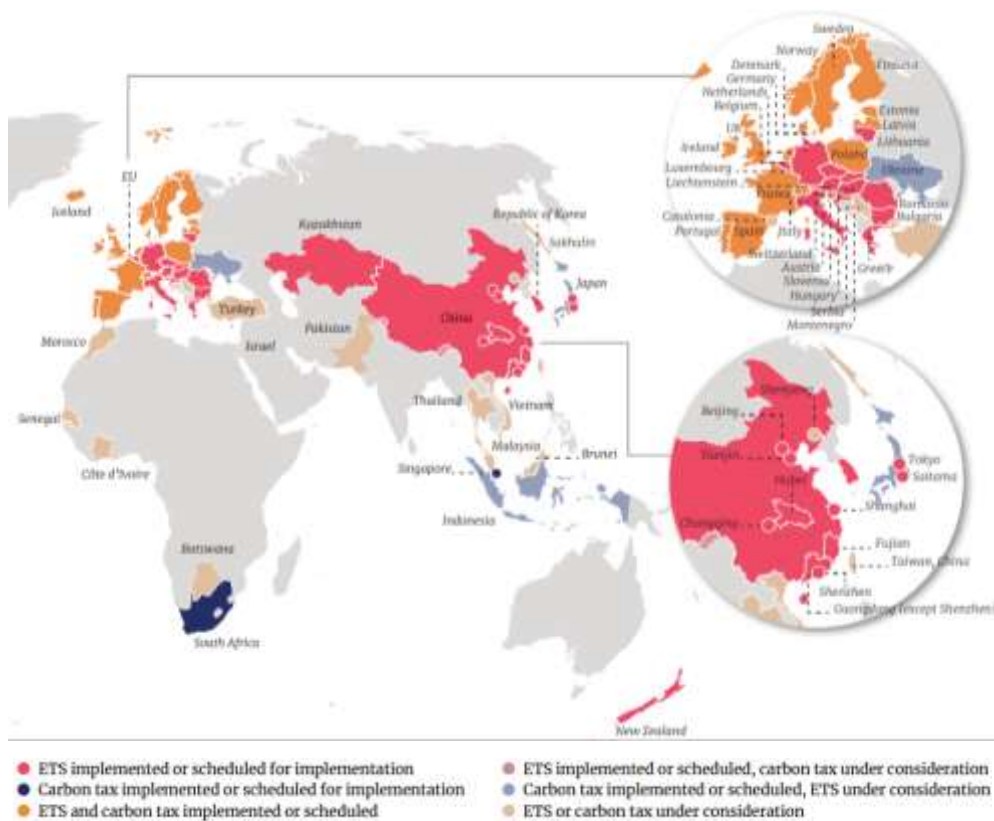 EU
Iceland
Kazakhstan
Republic of Korea
Sakhalin
Japan
China
Turkey
Pakistan
Morocco
Israel
Senegal
Thailand
Vietnam
Côte d'Ivoire
Malaysia
Brunei
Singapore
Indonesia
Botswana
South Africa
New Zealand
Sweden
Norway
Finland
Denmark
Germany
Netherlands
Belgium
Estonia
Latvia
Lithuania
UK
Ireland
Poland
Luxembourg
Liechtenstein
Ukraine
France
Romania
Bulgaria
Catalonia
Portugal
Spain
Italy
Switzerland
Austria
Slovenia
Greece
Hungary
Serbia
Montenegro
Shenyang
Beijing
Tianjin
Hubei
Tokyo
Saitama
Shanghai
Chongqing
Fujian
Taiwan, China
Shenzhen
Guangdong (except Shenzhen)
ETS implemented or scheduled for implementation
Carbon tax implemented or scheduled for implementation
ETS and carbon tax implemented or scheduled
ETS implemented or scheduled, carbon tax under consideration
Carbon tax implemented or scheduled, ETS under consideration
ETS or carbon tax under consideration